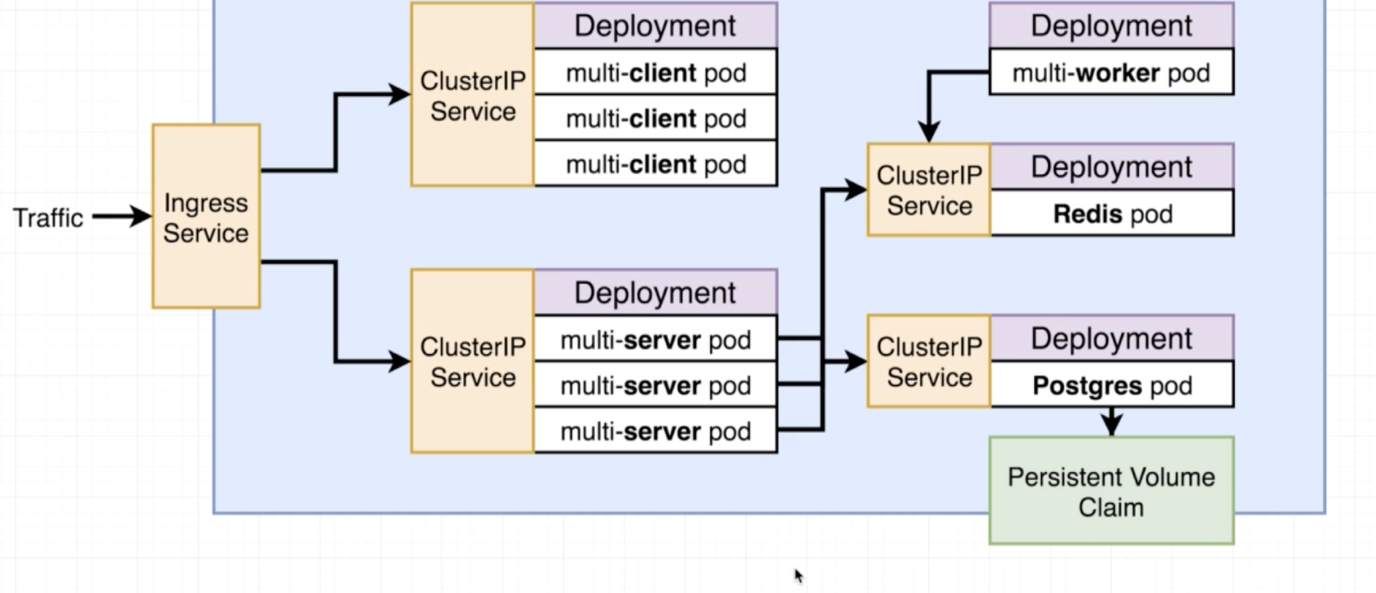 Traffic
Ingress
Service
ClusterIP
Service
Deployment
multi-client pod
multi-client pod
multi-client pod
ClusterIP
Service
Deployment
multi-server pod
multi-server pod
multi-server pod
Deployment
multi-worker pod
ClusterIP
Service
Deployment
Redis pod
ClusterIP
Service
Deployment
Postgres pod
Persistent Volume
Claim